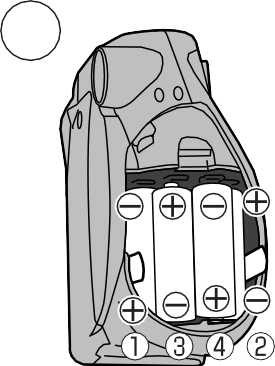 ⊖ ⊕ ⊖ ⊕
⊕ ⊖ ⊕ ⊖
① ③ ④ ②